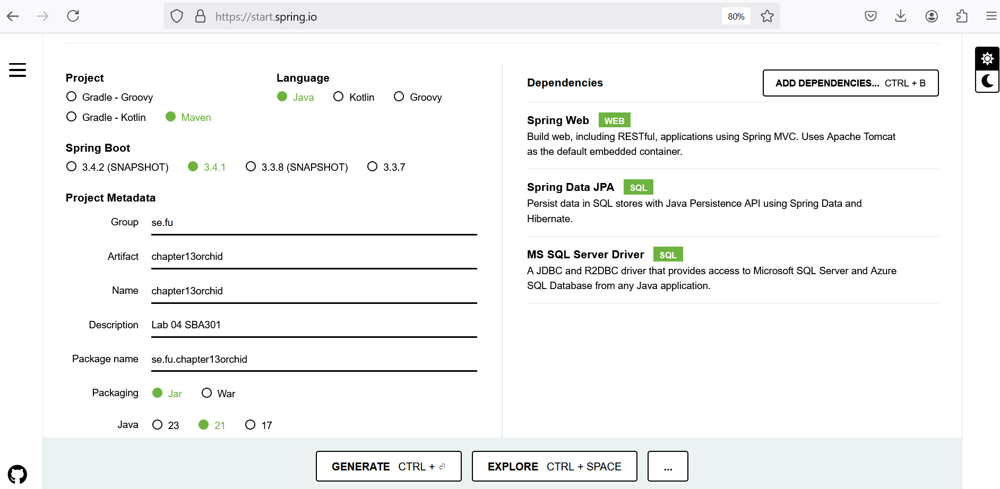 https://start.spring.io
80%
Project
Gradle - Groovy
Gradle - Kotlin Maven
Language
Java Kotlin Groovy
Spring Boot
3.4.2 (SNAPSHOT) 3.4.1 3.3.8 (SNAPSHOT) 3.3.7
Project Metadata
Group se.fu
Artifact chapter13orchid
Name chapter13orchid
Description Lab 04 SBA301
Package name se.fu.chapter13orchid
Packaging Jar War
Java 23 21 17
Dependencies
ADD DEPENDENCIES... CTRL + B
Spring Web WEB
Build web, including RESTful, applications using Spring MVC. Uses Apache Tomcat
as the default embedded container.
Spring Data JPA SQL
Persist data in SQL stores with Java Persistence API using Spring Data and
Hibernate.
MS SQL Server Driver SQL
A JDBC and R2DBC driver that provides access to Microsoft SQL Server and Azure
SQL Database from any Java application.
GENERATE CTRL + ⏎
EXPLORE CTRL + SPACE
...